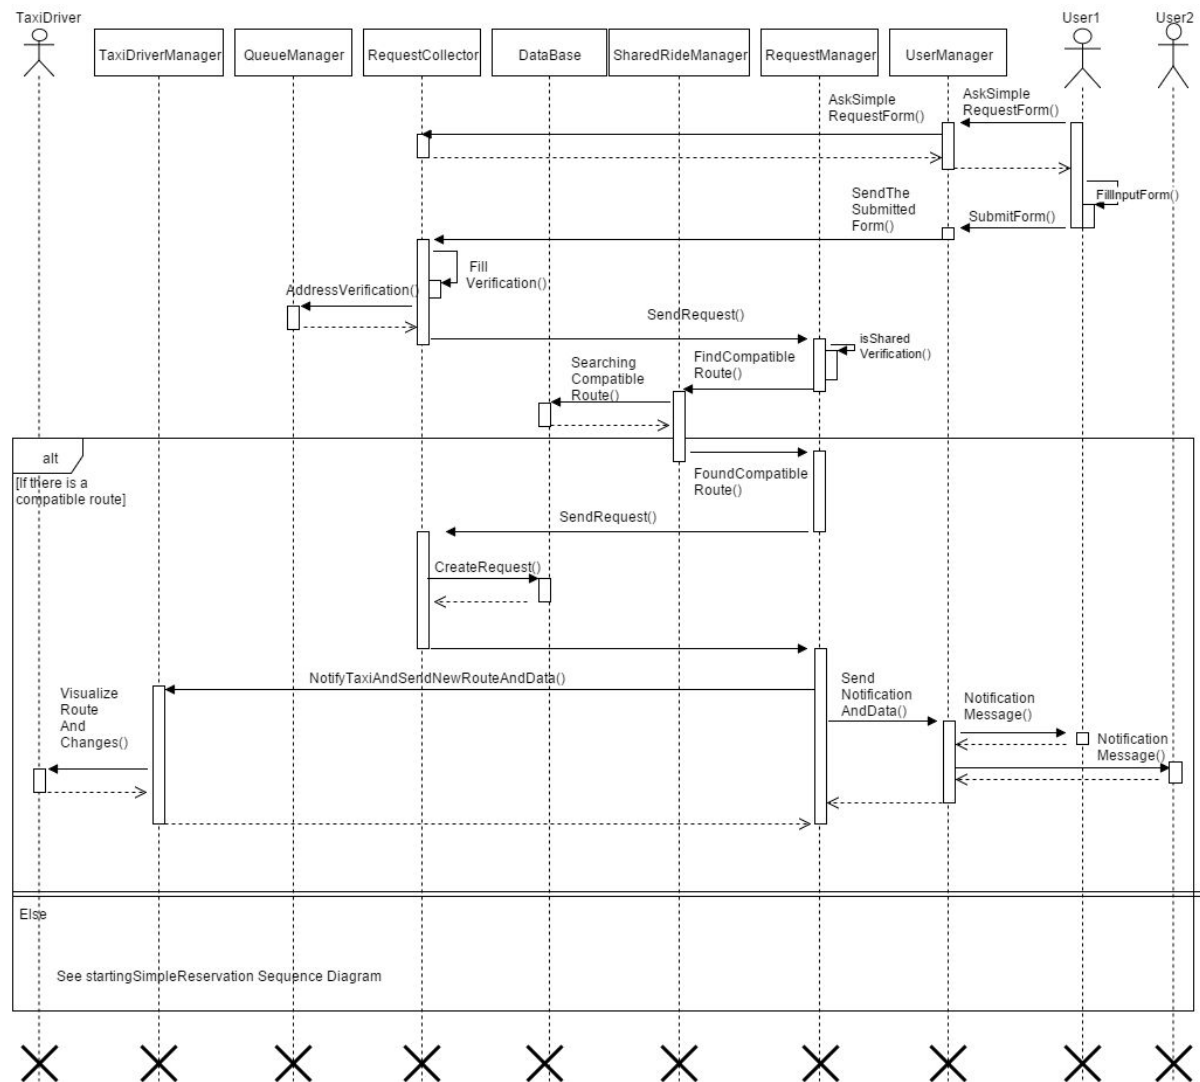 TaxiDriver
User1
User2
TaxiDriverManager
QueueManager
RequestCollector
DataBase
SharedRideManager
RequestManager
UserManager
AskSimple
RequestForm()
AskSimple
RequestForm()
FillInputForm()
SendThe
Submitted
Form()
SubmitForm()
Fill
Verification()
AddressVerification()
SendRequest()
isShared
Verification()
FindCompatible
Route()
Searching
Compatible
Route()
alt
[If there is a
compatible route]
FoundCompatible
Route()
SendRequest()
CreateRequest()
NotifyTaxiAndSendNewRouteAndData()
Send
Notification
AndData()
Visualize
Route
And
Changes()
Notification
Message()
Notification
Message()
Else
See startingSimpleReservation Sequence Diagram